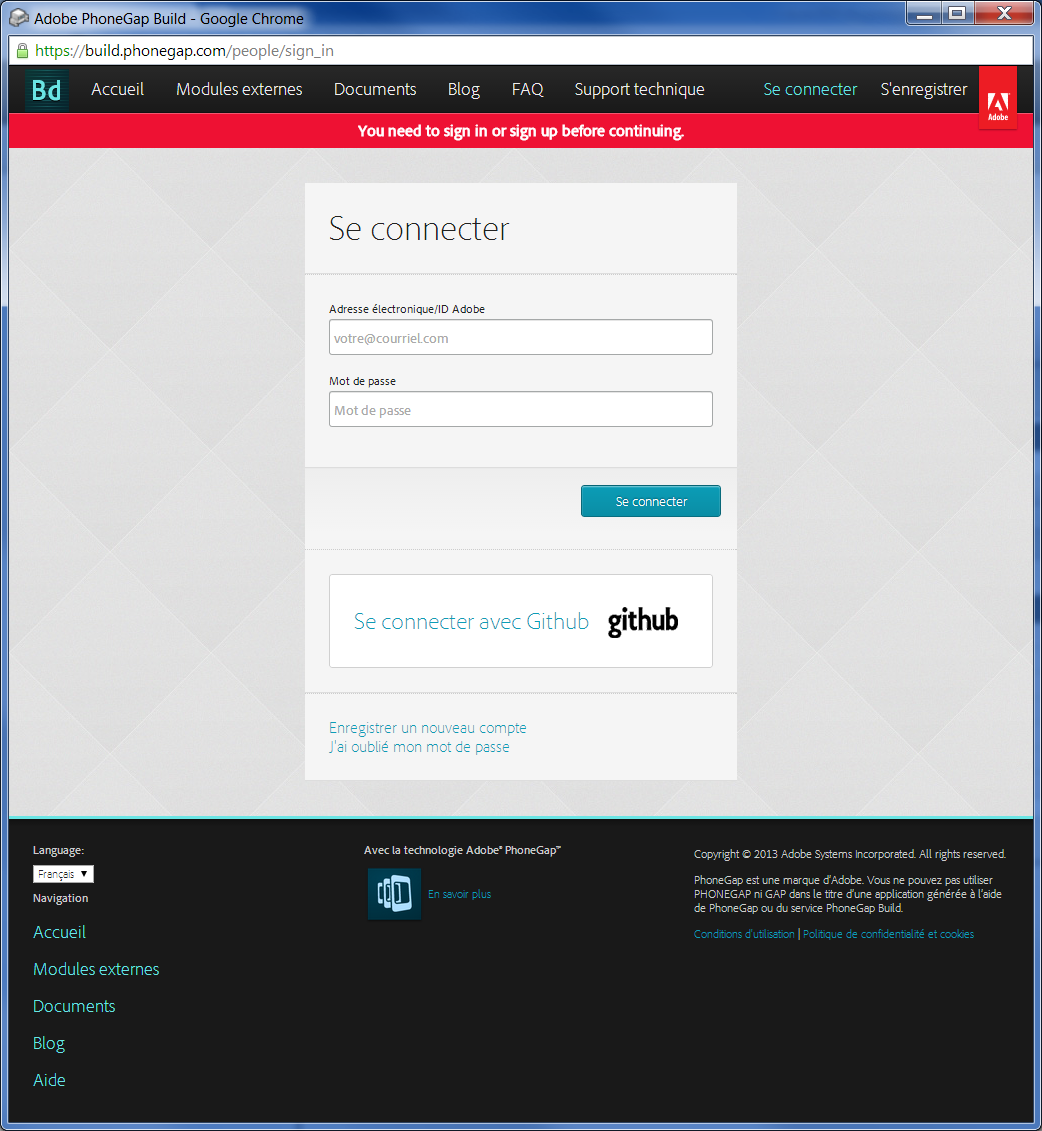 Adobe PhoneGap Build - Google Chrome
https://build.phonegap.com/people/sign_in
Bd Accueil Modules externes Documents Blog FAQ Support technique Se connecter S'enregistrer
Adobe
You need to sign in or sign up before continuing.
Se connecter
Adresse électronique/ID Adobe
votre@courriel.com
Mot de passe
Mot de passe
Se connecter
Se connecter avec Github github
Enregistrer un nouveau compte
J'ai oublié mon mot de passe
Language:
Français
Navigation
Accueil
Modules externes
Documents
Blog
Aide
Avec la technologie Adobe® PhoneGap™
En savoir plus
Copyright © 2013 Adobe Systems Incorporated. All rights reserved.
PhoneGap est une marque d'Adobe. Vous ne pouvez pas utiliser
PHONEGAP ni GAP dans le titre d'une application générée à l'aide
de PhoneGap ou du service PhoneGap Build.
Conditions d'utilisation | Politique de confidentialité et cookies